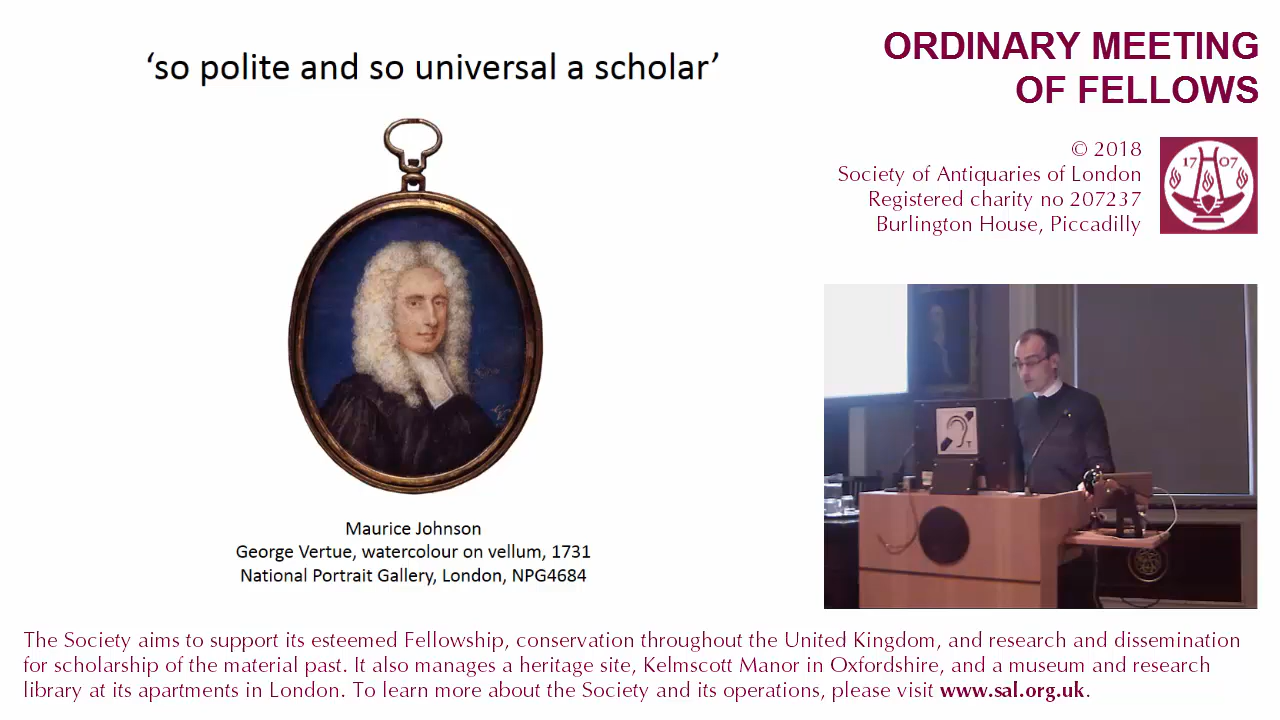 ‘so polite and so universal a scholar’
Maurice Johnson
George Vertue, watercolour on vellum, 1731
National Portrait Gallery, London, NPG4684
ORDINARY MEETING
OF FELLOWS
© 2018
Society of Antiquaries of London
Registered charity no 207237
Burlington House, Piccadilly
17 07
T
The Society aims to support its esteemed Fellowship, conservation throughout the United Kingdom, and research and dissemination
for scholarship of the material past. It also manages a heritage site, Kelmscott Manor in Oxfordshire, and a museum and research
library at its apartments in London. To learn more about the Society and its operations, please visit www.sal.org.uk.